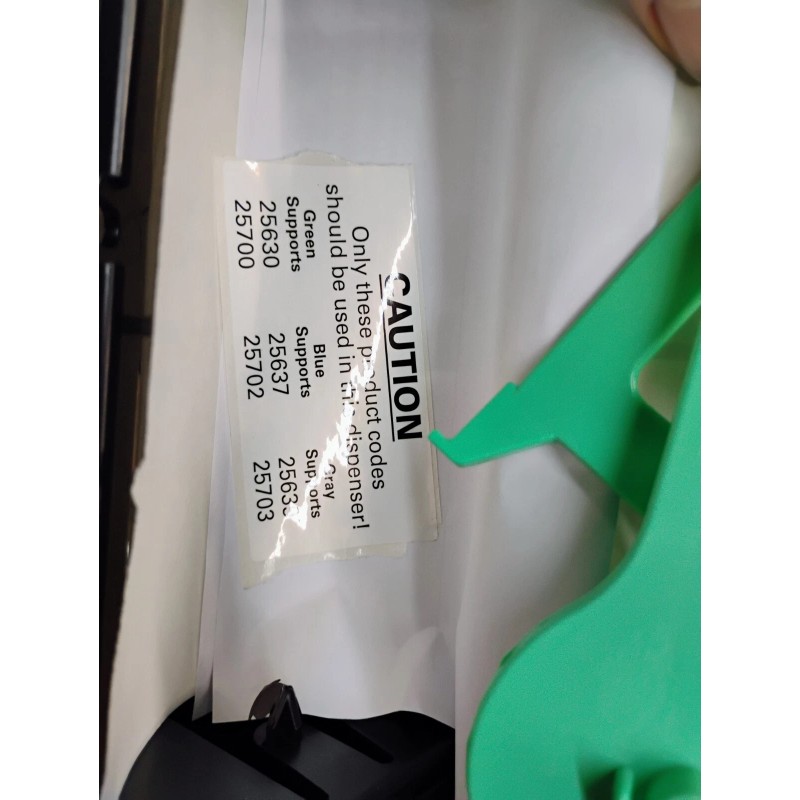 CAUTION
Only these product codes
should be used in this dispenser!
Green Blue Gray
Supports Supports Supports
25630 25637
25700 25702 25703